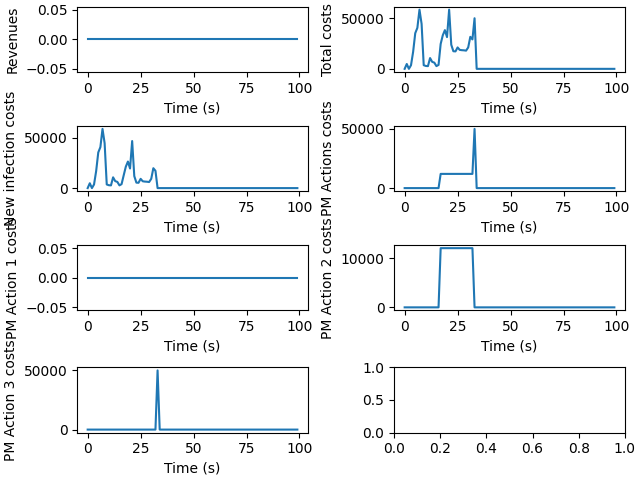 Revenues
0.05
0.00
−0.05
0 25 50 75 100
Time (s)
Total costs
50000
0
0 25 50 75 100
Time (s)
New infection costs
50000
0
0 25 50 75 100
Time (s)
PM Actions costs
50000
0
0 25 50 75 100
Time (s)
PM Action 1 costs
0.05
0.00
−0.05
0 25 50 75 100
Time (s)
PM Action 2 costs
10000
0
0 25 50 75 100
Time (s)
PM Action 3 costs
50000
0
0 25 50 75 100
Time (s)
1.0
0.5
0.0
0.0 0.2 0.4 0.6 0.8 1.0